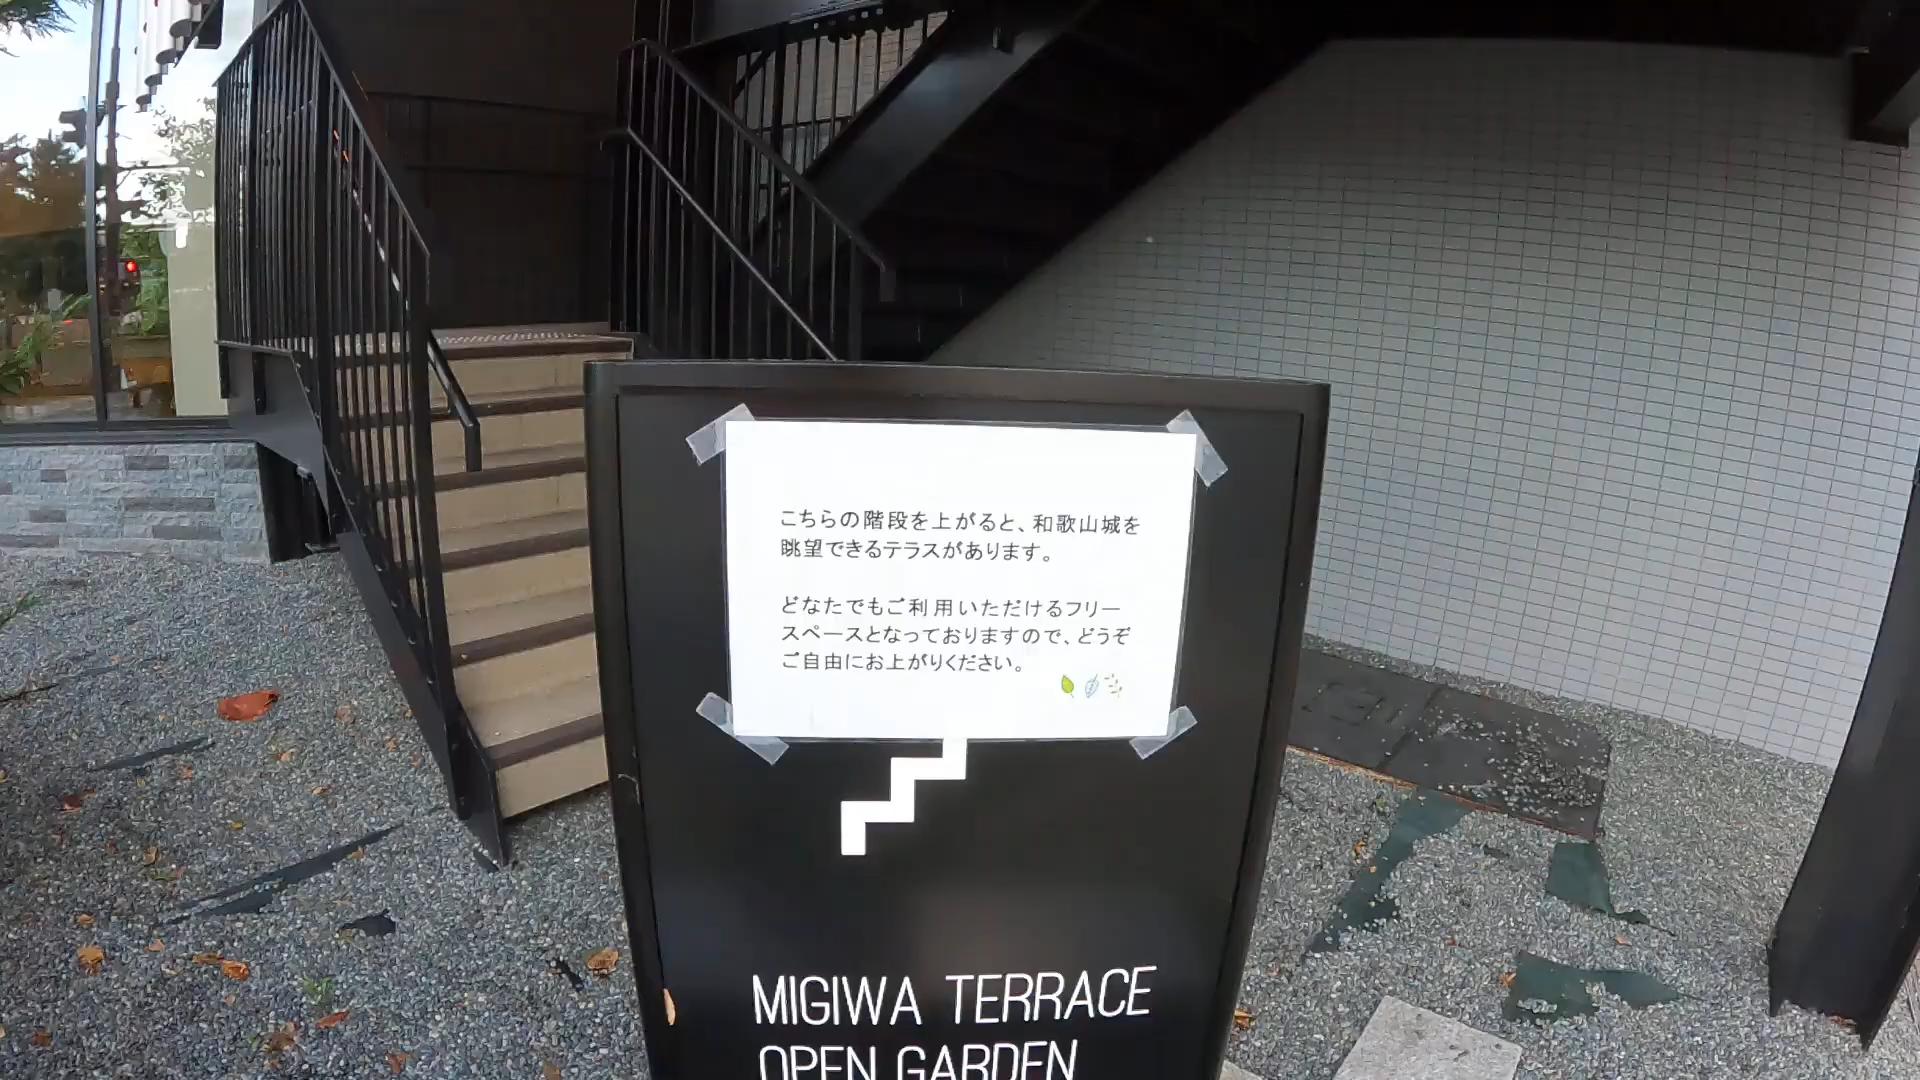 こちらの階段を上がると、和歌山城を
眺望できるテラスがあります。
どなたでもご利用いただけるフリー
スペースとなっておりますので、どうぞ
ご自由にお上がりください。
MIGIWA TERRACE
OPEN GARDEN